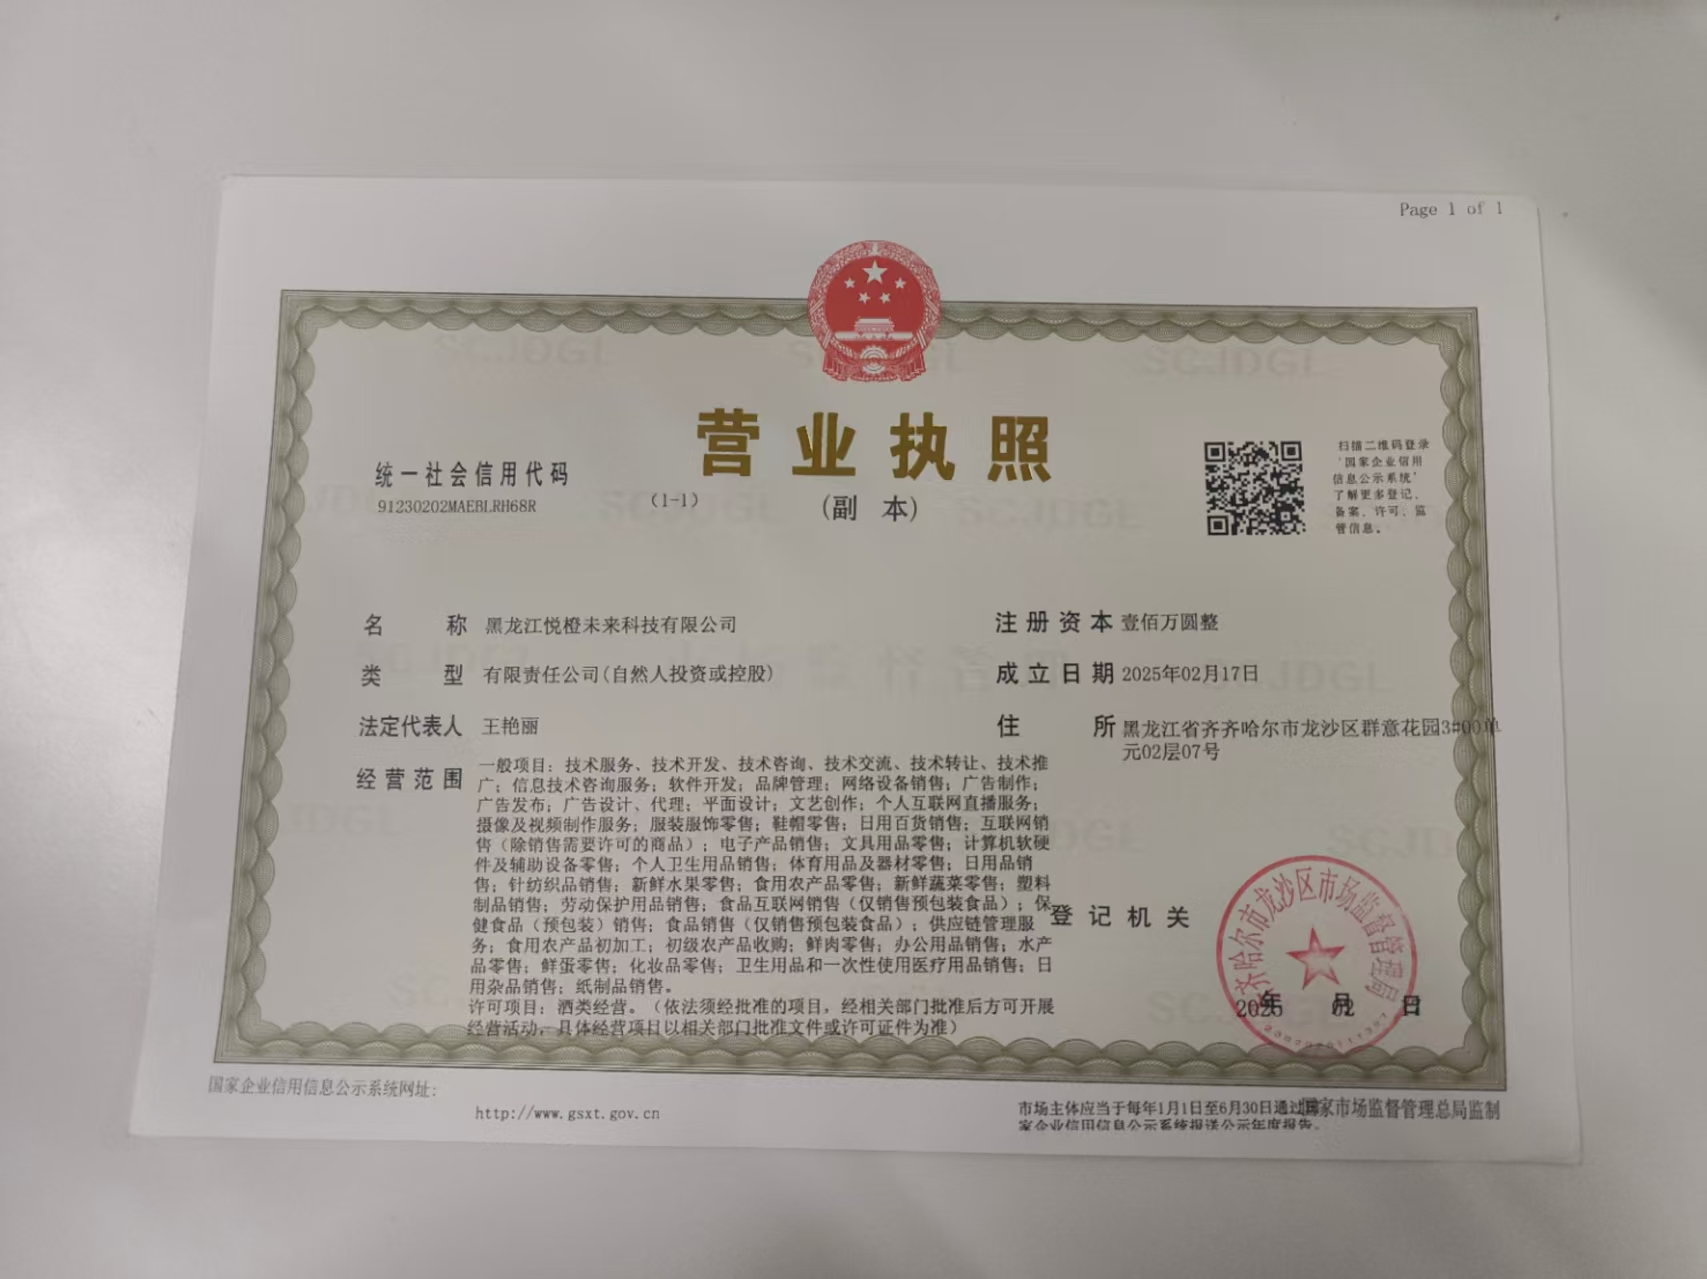 Page 1 of 1
营业执照
(副 本)
(1-1)
统一社会信用代码
91230202MAEBLRH68R
扫描二维码登录
'国家企业信用
信息公示系统'
了解更多登记、
备案、许可、监
管信息。
名 称 黑龙江悦橙未来科技有限公司
类 型 有限责任公司(自然人投资或控股)
法定代表人 王艳丽
经营范围 一般项目：技术服务、技术开发、技术咨询、技术交流、技术转让、技术推
广；信息技术咨询服务；软件开发；品牌管理；网络设备销售；广告制作；
广告发布；广告设计、代理；平面设计；文艺创作；个人互联网直播服务；
摄像及视频制作服务；服装服饰零售；鞋帽零售；日用百货销售；互联网销
售（除销售需要许可的商品）；电子产品销售；文具用品零售；计算机软硬
件及辅助设备零售；个人卫生用品销售；体育用品及器材零售；日用品销
售；针纺织品销售；新鲜水果零售；食用农产品零售；新鲜蔬菜零售；塑料
制品销售；劳动保护用品销售；食品互联网销售（仅销售预包装食品）；保
健食品（预包装）销售；食品销售（仅销售预包装食品）；供应链管理服
务；食用农产品初加工；初级农产品收购；鲜肉零售；办公用品销售；水产
品零售；鲜蛋零售；化妆品零售；卫生用品和一次性使用医疗用品销售；日
用杂品销售；纸制品销售。
许可项目：酒类经营。（依法须经批准的项目，经相关部门批准后方可开展
经营活动，具体经营项目以相关部门批准文件或许可证件为准）
注册资本 壹佰万圆整
成立日期 2025年02月17日
住 所 黑龙江省齐齐哈尔市龙沙区群意花园3#00单
元02层07号
登记机关
齐齐哈尔市龙沙区市场监督管理局
年 月 02 日
国家企业信用信息公示系统网址：
http://www.gsxt.gov.cn
市场主体应当于每年1月1日至6月30日通过国
家企业信用信息公示系统报送公示年度报告。
国家市场监督管理总局监制